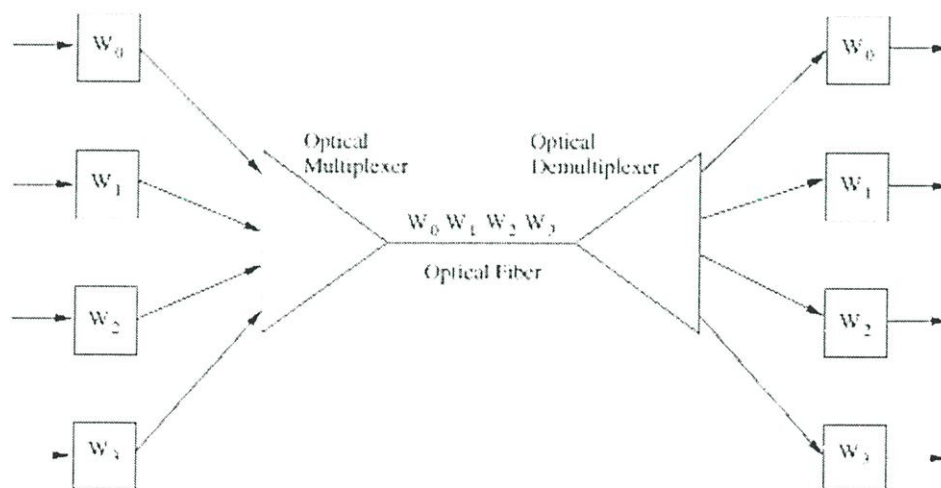 W₀
W₀
Optical
Multiplexer
Optical
Demultiplexer
W₁
W₁
W₀ W₁ W₂ W₃
Optical Fiber
W₂
W₂
W₃
W₃